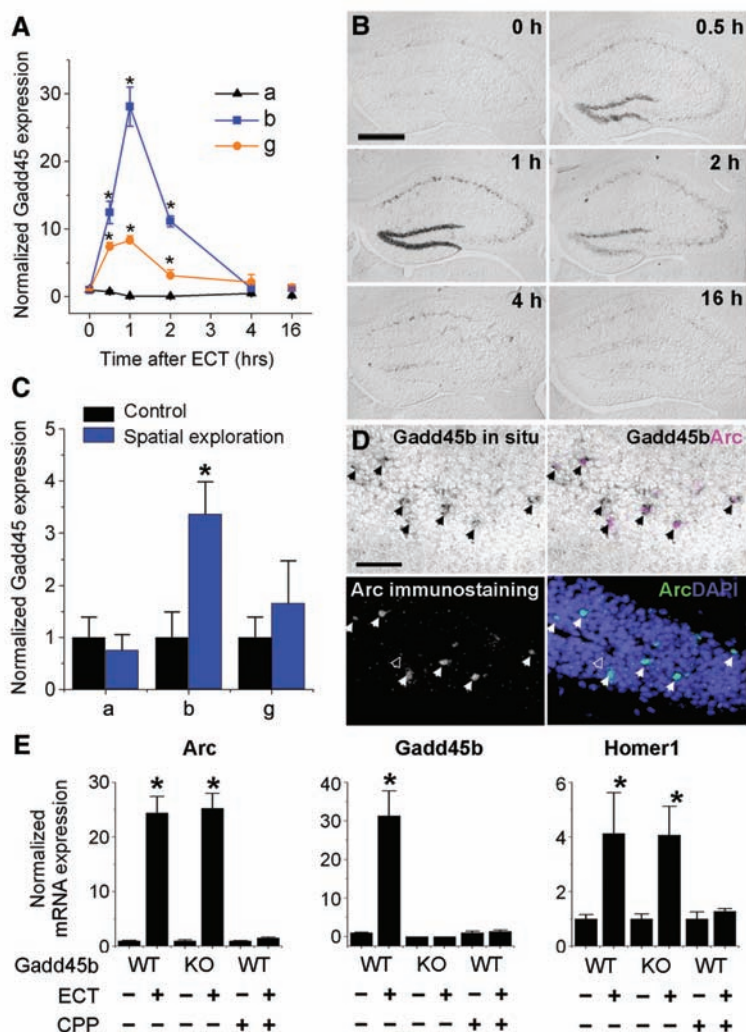 A
Normalized Gadd45 expression
30
20
10
0
a
b
g
*
*
*
*
*
*
0 1 2 3 4 16
Time after ECT (hrs)
B
0 h
0.5 h
1 h
2 h
4 h
16 h
C
Control
Spatial exploration
Normalized Gadd45 expression
5
4
3
2
1
0
*
a b g
D
Gadd45b in situ
Gadd45bArc
Arc immunostaining
ArcDAPI
E
Arc
Gadd45b
Homer1
Normalized
mRNA expression
30
20
10
0
* *
40
30
20
10
0
*
6
4
2
0
* *
Gadd45b WT KO WT WT KO WT WT KO WT
ECT − + − + − + − + − + − + − + − + − +
CPP + + + + + +